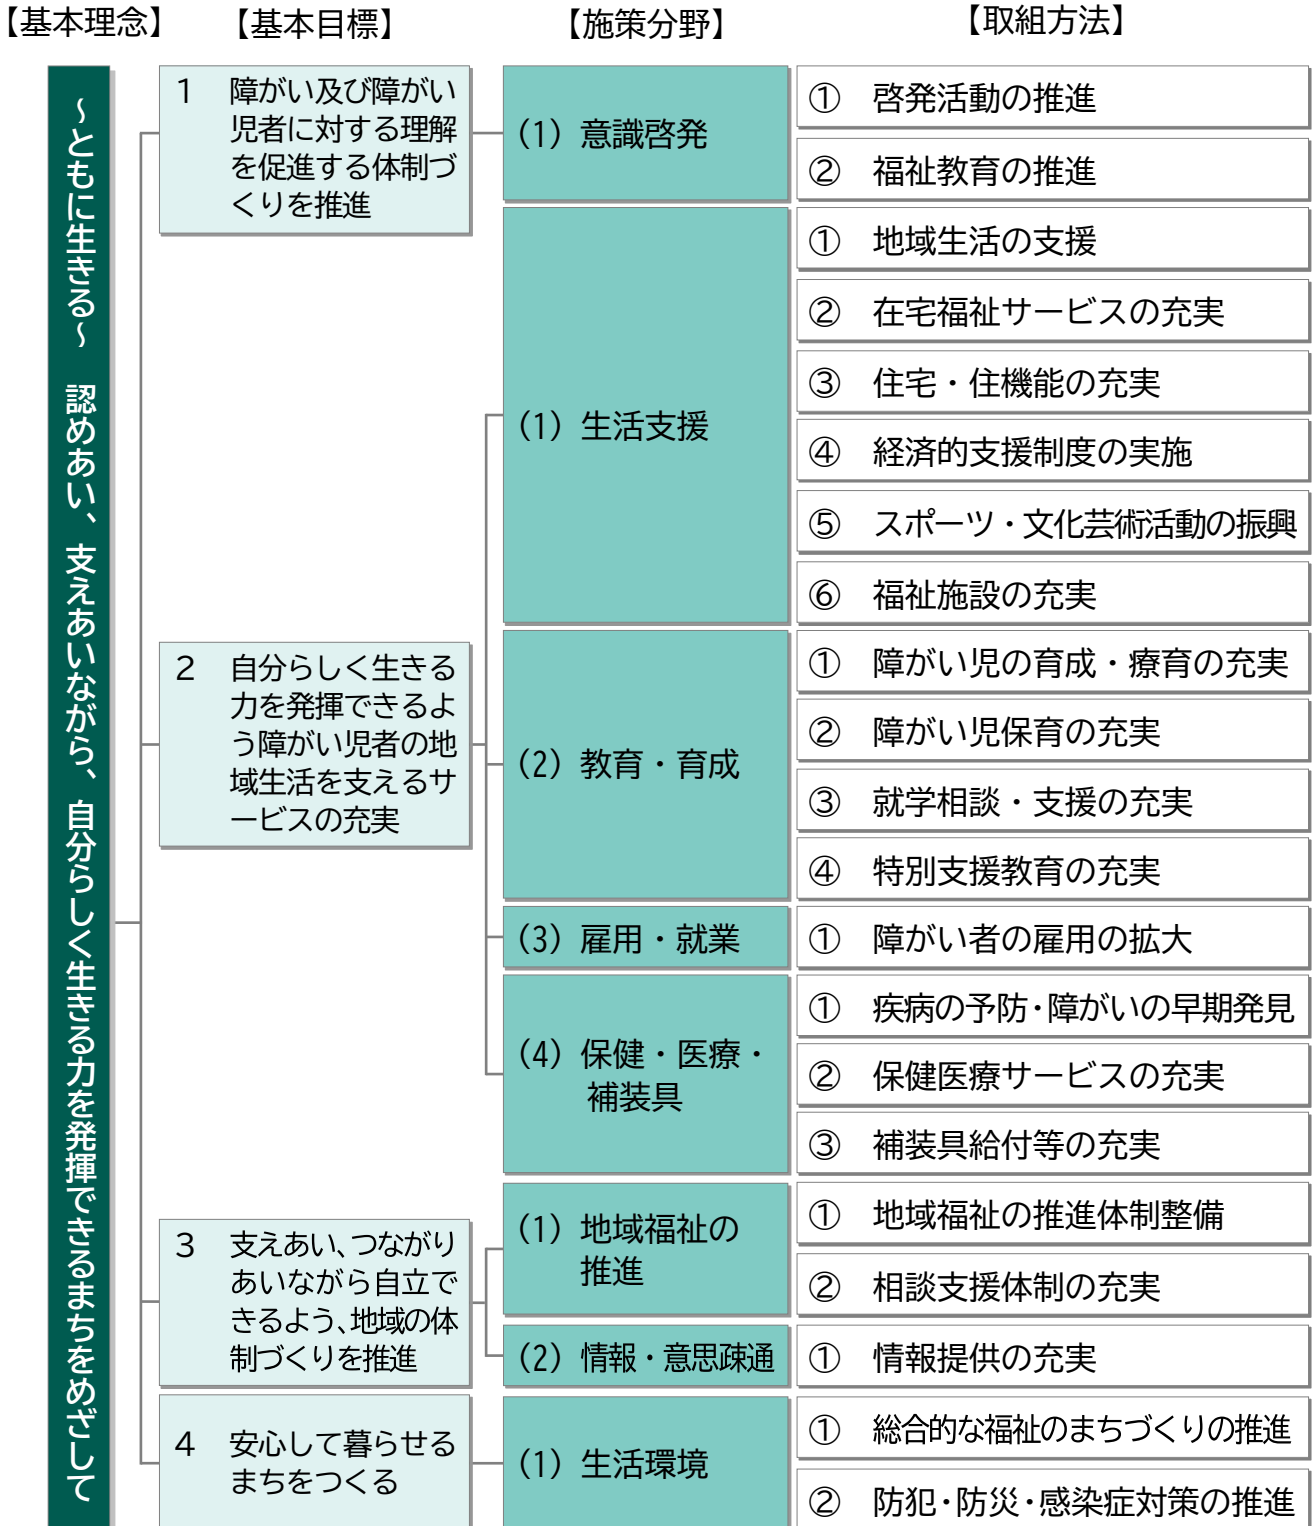 【基本理念】
【基本目標】
【施策分野】
【取組方法】
～ともに生きる～　認めあい、支えあいながら、自分らしく生きる力を発揮できるまちをめざして
1　障がい及び障がい
児者に対する理解
を促進する体制づ
くりを推進
(1) 意識啓発
①　啓発活動の推進
②　福祉教育の推進
2　自分らしく生きる
力を発揮できるよ
う障がい児者の地
域生活を支えるサ
ービスの充実
(1) 生活支援
①　地域生活の支援
②　在宅福祉サービスの充実
③　住宅・住機能の充実
④　経済的支援制度の実施
⑤　スポーツ・文化芸術活動の振興
⑥　福祉施設の充実
(2) 教育・育成
①　障がい児の育成・療育の充実
②　障がい児保育の充実
③　就学相談・支援の充実
④　特別支援教育の充実
(3) 雇用・就業
①　障がい者の雇用の拡大
(4) 保健・医療・
補装具
①　疾病の予防・障がいの早期発見
②　保健医療サービスの充実
③　補装具給付等の充実
3　支えあい、つながり
あいながら自立で
きるよう、地域の体
制づくりを推進
(1) 地域福祉の
推進
①　地域福祉の推進体制整備
②　相談支援体制の充実
(2) 情報・意思疎通
①　情報提供の充実
4　安心して暮らせる
まちをつくる
(1) 生活環境
①　総合的な福祉のまちづくりの推進
②　防犯・防災・感染症対策の推進